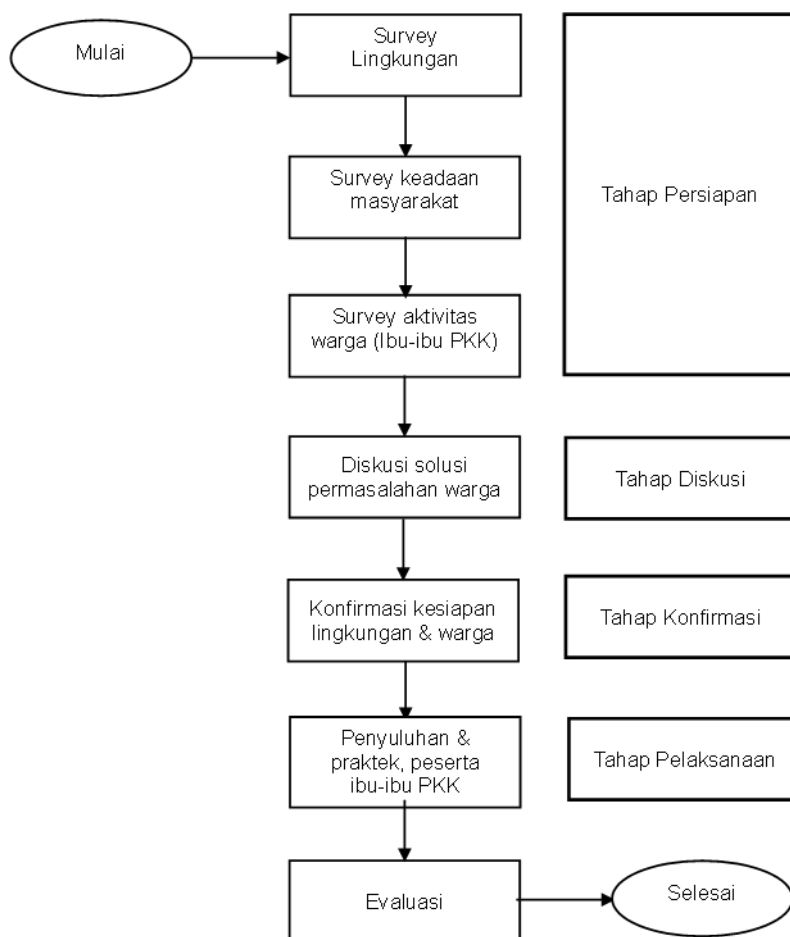 Mulai
Survey
Lingkungan
Survey keadaan
masyarakat
Tahap Persiapan
Survey aktivitas
warga (Ibu-ibu PKK)
Diskusi solusi
permasalahan warga
Tahap Diskusi
Konfirmasi kesiapan
lingkungan & warga
Tahap Konfirmasi
Penyuluhan &
praktek, peserta
ibu-ibu PKK
Tahap Pelaksanaan
Evaluasi
Selesai